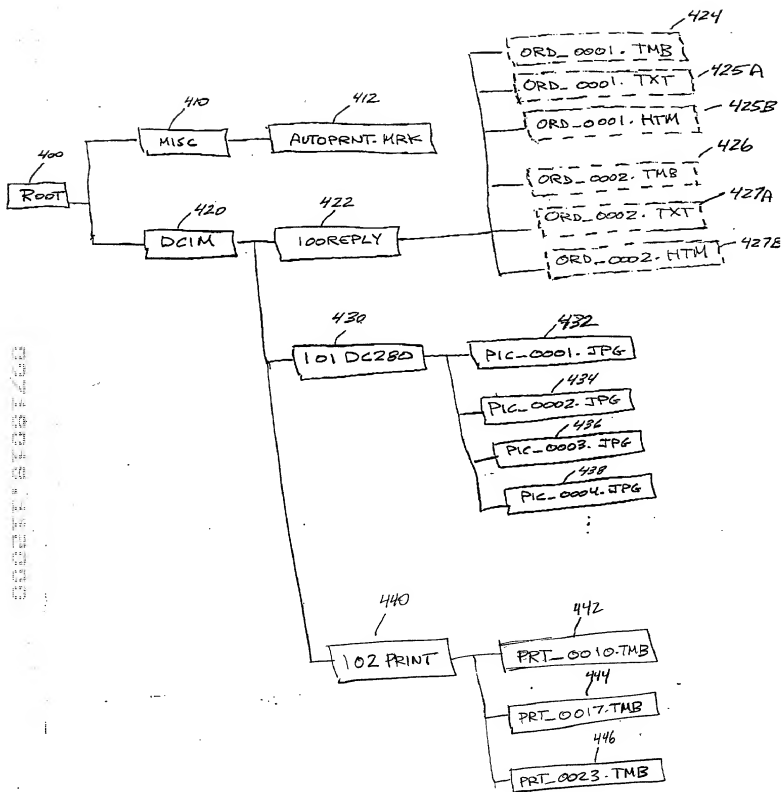 424
ORD_0001.TMB
425A
ORD_0001.TXT
425B
ORD_0001.HTM
426
ORD_0002.TMB
427A
ORD_0002.TXT
ORD_0002.HTM
427B
400
ROOT
410
MISC
412
AUTOPRNT.MRK
420
DCIM
422
100REPLY
430
101DC280
432
PIC_0001.JPG
434
PIC_0002.JPG
436
PIC_0003.JPG
438
PIC_0004.JPG
440
102PRINT
442
PRT_0010.TMB
444
PRT_0017.TMB
446
PRT_0023.TMB